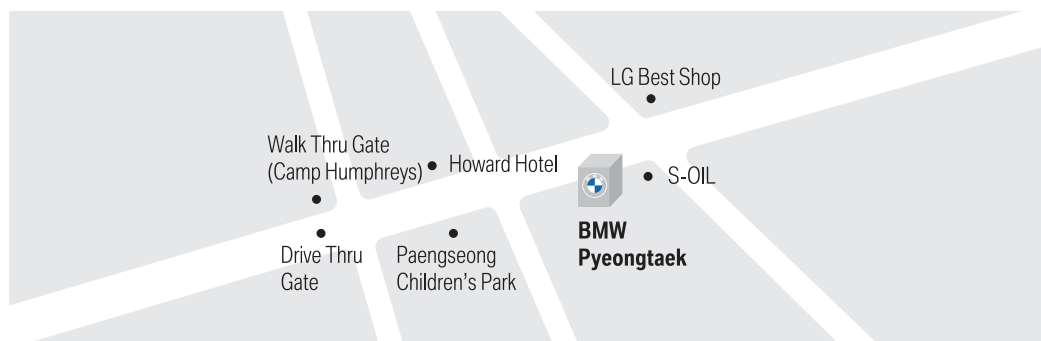 LG Best Shop
Walk Thru Gate
(Camp Humphreys)
Howard Hotel
S-OIL
BMW
Pyeongtaek
Drive Thru
Gate
Paengseong
Children's Park